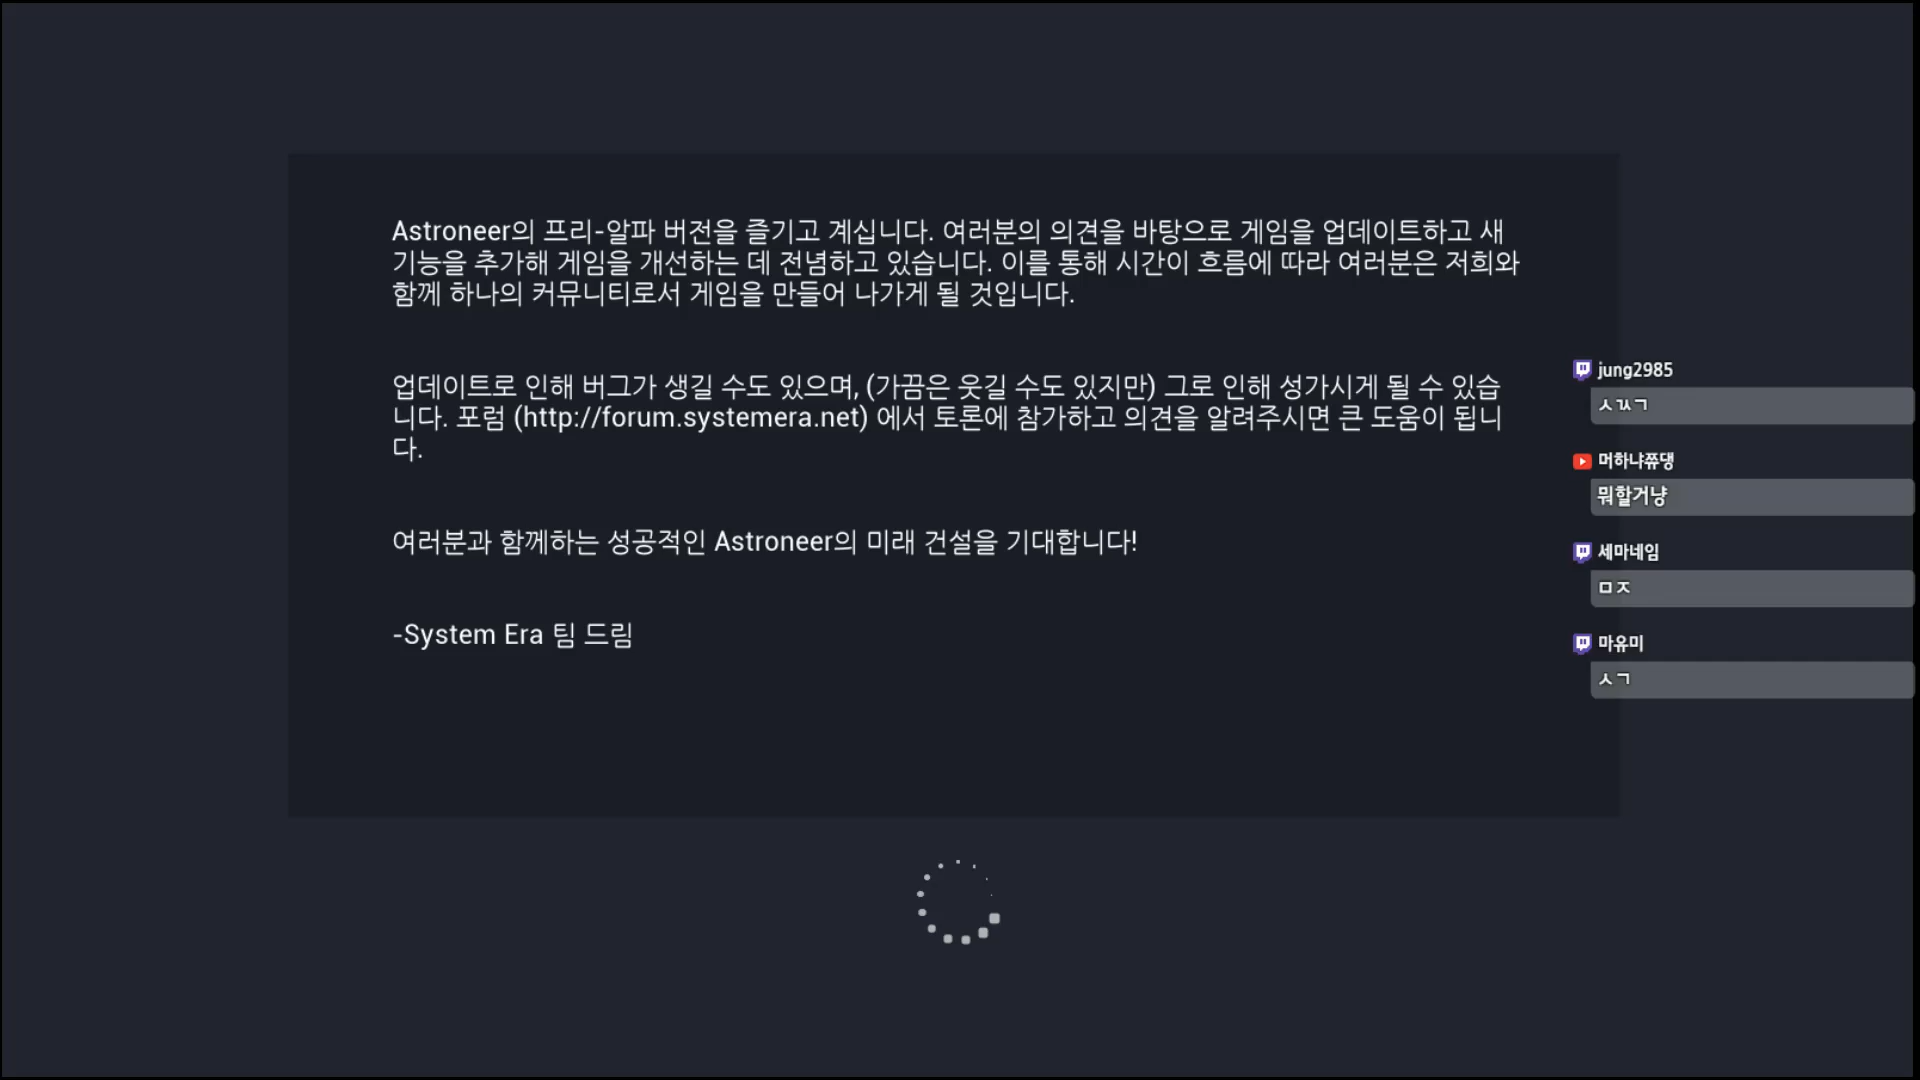 Astroneer의 프리-알파 버전을 즐기고 계십니다. 여러분의 의견을 바탕으로 게임을 업데이트하고 새
기능을 추가해 게임을 개선하는 데 전념하고 있습니다. 이를 통해 시간이 흐름에 따라 여러분은 저희와
함께 하나의 커뮤니티로서 게임을 만들어 나가게 될 것입니다.
업데이트로 인해 버그가 생길 수도 있으며, (가끔은 웃길 수도 있지만) 그로 인해 성가시게 될 수 있습
니다. 포럼 (http://forum.systemera.net) 에서 토론에 참가하고 의견을 알려주시면 큰 도움이 됩니
다.
여러분과 함께하는 성공적인 Astroneer의 미래 건설을 기대합니다!
-System Era 팀 드림
jung2985
ㅅㄳㄱ
머하냐쮸댕
뭐할거냥
세마네임
ㅁㅈ
마유미
ㅅㄱ